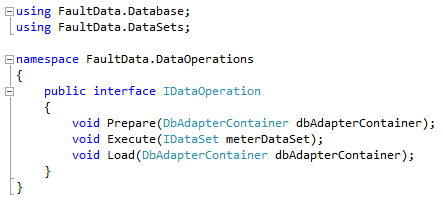 using FaultData.Database;
using FaultData.DataSets;

namespace FaultData.DataOperations
{
    public interface IDataOperation
    {
        void Prepare(DbAdapterContainer dbAdapterContainer);
        void Execute(IDataSet meterDataSet);
        void Load(DbAdapterContainer dbAdapterContainer);
    }
}